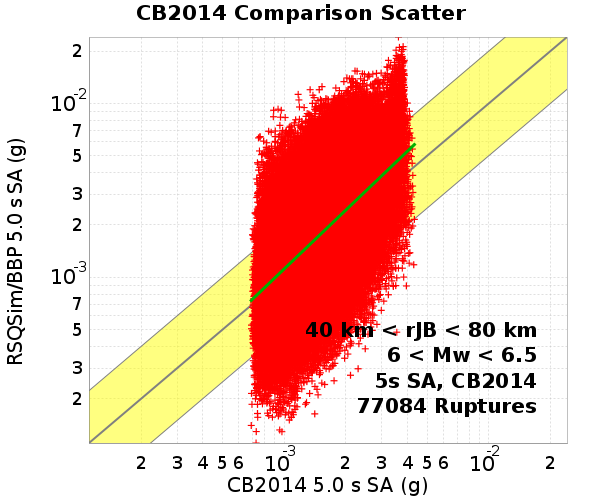 CB2014 Comparison Scatter
RSQSim/BBP 5.0 s SA (g)
2
10-2
7
5
3
2
10-3
7
5
3
2
40 km < rJB < 80 km
6 < Mw < 6.5
5s SA, CB2014
77084 Ruptures
2 3 4 5 6 10-3 2 3 4 5 6 10-2 2
CB2014 5.0 s SA (g)